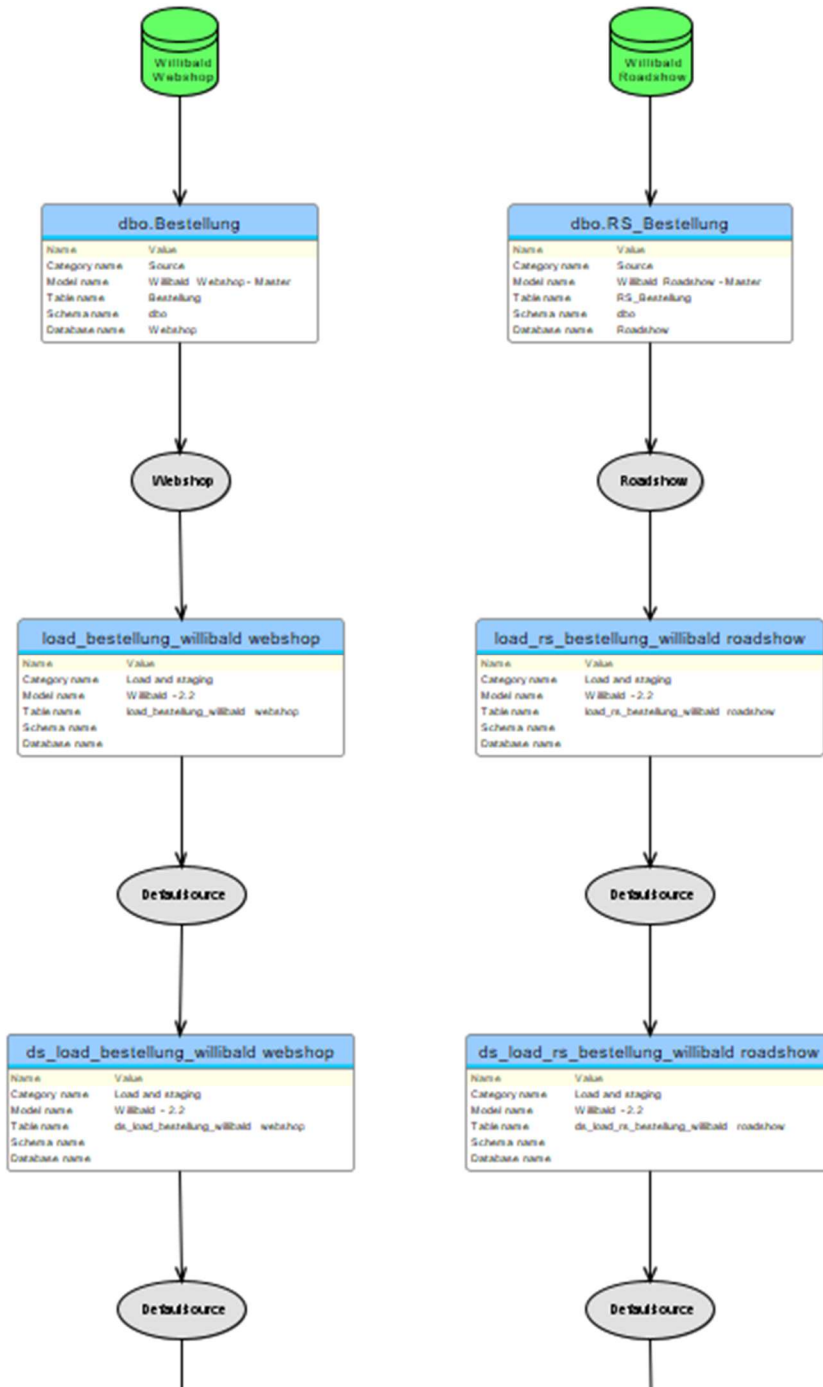 Willibald
Webshop
Willibald
Roadshow
dbo.Bestellung
Name Value
Category name Source
Model name Willibald Webshop - Master
Table name Bestellung
Schema name dbo
Database name Webshop
dbo.RS_Bestellung
Name Value
Category name Source
Model name Willibald Roadshow - Master
Table name RS_Bestellung
Schema name dbo
Database name Roadshow
Webshop
Roadshow
load_bestellung_willibald webshop
Name Value
Category name Load and staging
Model name Willibald - 2.2
Table name load_bestellung_willibald webshop
Schema name
Database name
load_rs_bestellung_willibald roadshow
Name Value
Category name Load and staging
Model name Willibald - 2.2
Table name load_rs_bestellung_willibald roadshow
Schema name
Database name
DefaultSource
DefaultSource
ds_load_bestellung_willibald webshop
Name Value
Category name Load and staging
Model name Willibald - 2.2
Table name ds_load_bestellung_willibald webshop
Schema name
Database name
ds_load_rs_bestellung_willibald roadshow
Name Value
Category name Load and staging
Model name Willibald - 2.2
Table name ds_load_rs_bestellung_willibald roadshow
Schema name
Database name
DefaultSource
DefaultSource